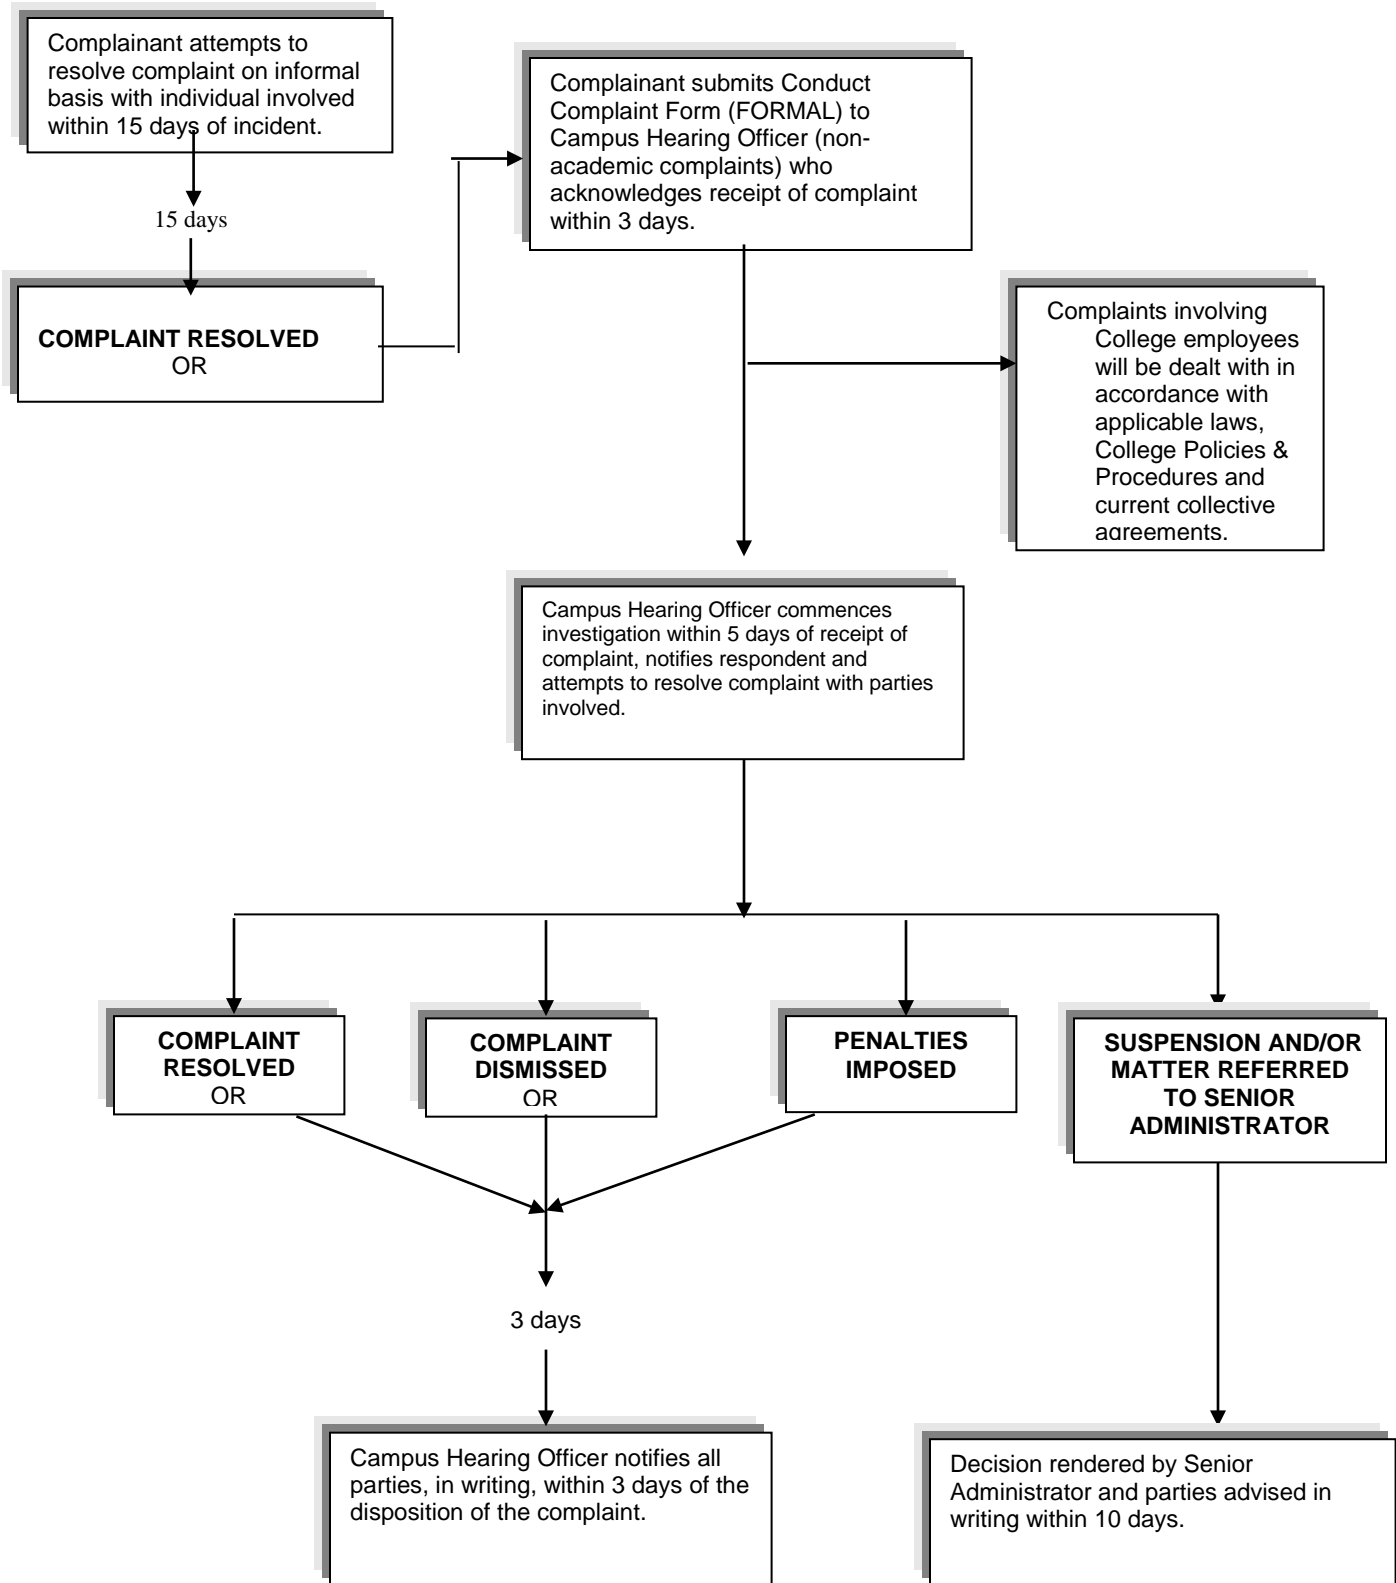 Complainant attempts to
resolve complaint on informal
basis with individual involved
within 15 days of incident.
15 days
COMPLAINT RESOLVED
OR
Complainant submits Conduct
Complaint Form (FORMAL) to
Campus Hearing Officer (non-
academic complaints) who
acknowledges receipt of complaint
within 3 days.
Complaints involving
College employees
will be dealt with in
accordance with
applicable laws,
College Policies &
Procedures and
current collective
agreements.
Campus Hearing Officer commences
investigation within 5 days of receipt of
complaint, notifies respondent and
attempts to resolve complaint with parties
involved.
COMPLAINT
RESOLVED
OR
COMPLAINT
DISMISSED
OR
PENALTIES
IMPOSED
SUSPENSION AND/OR
MATTER REFERRED
TO SENIOR
ADMINISTRATOR
3 days
Campus Hearing Officer notifies all
parties, in writing, within 3 days of the
disposition of the complaint.
Decision rendered by Senior
Administrator and parties advised in
writing within 10 days.